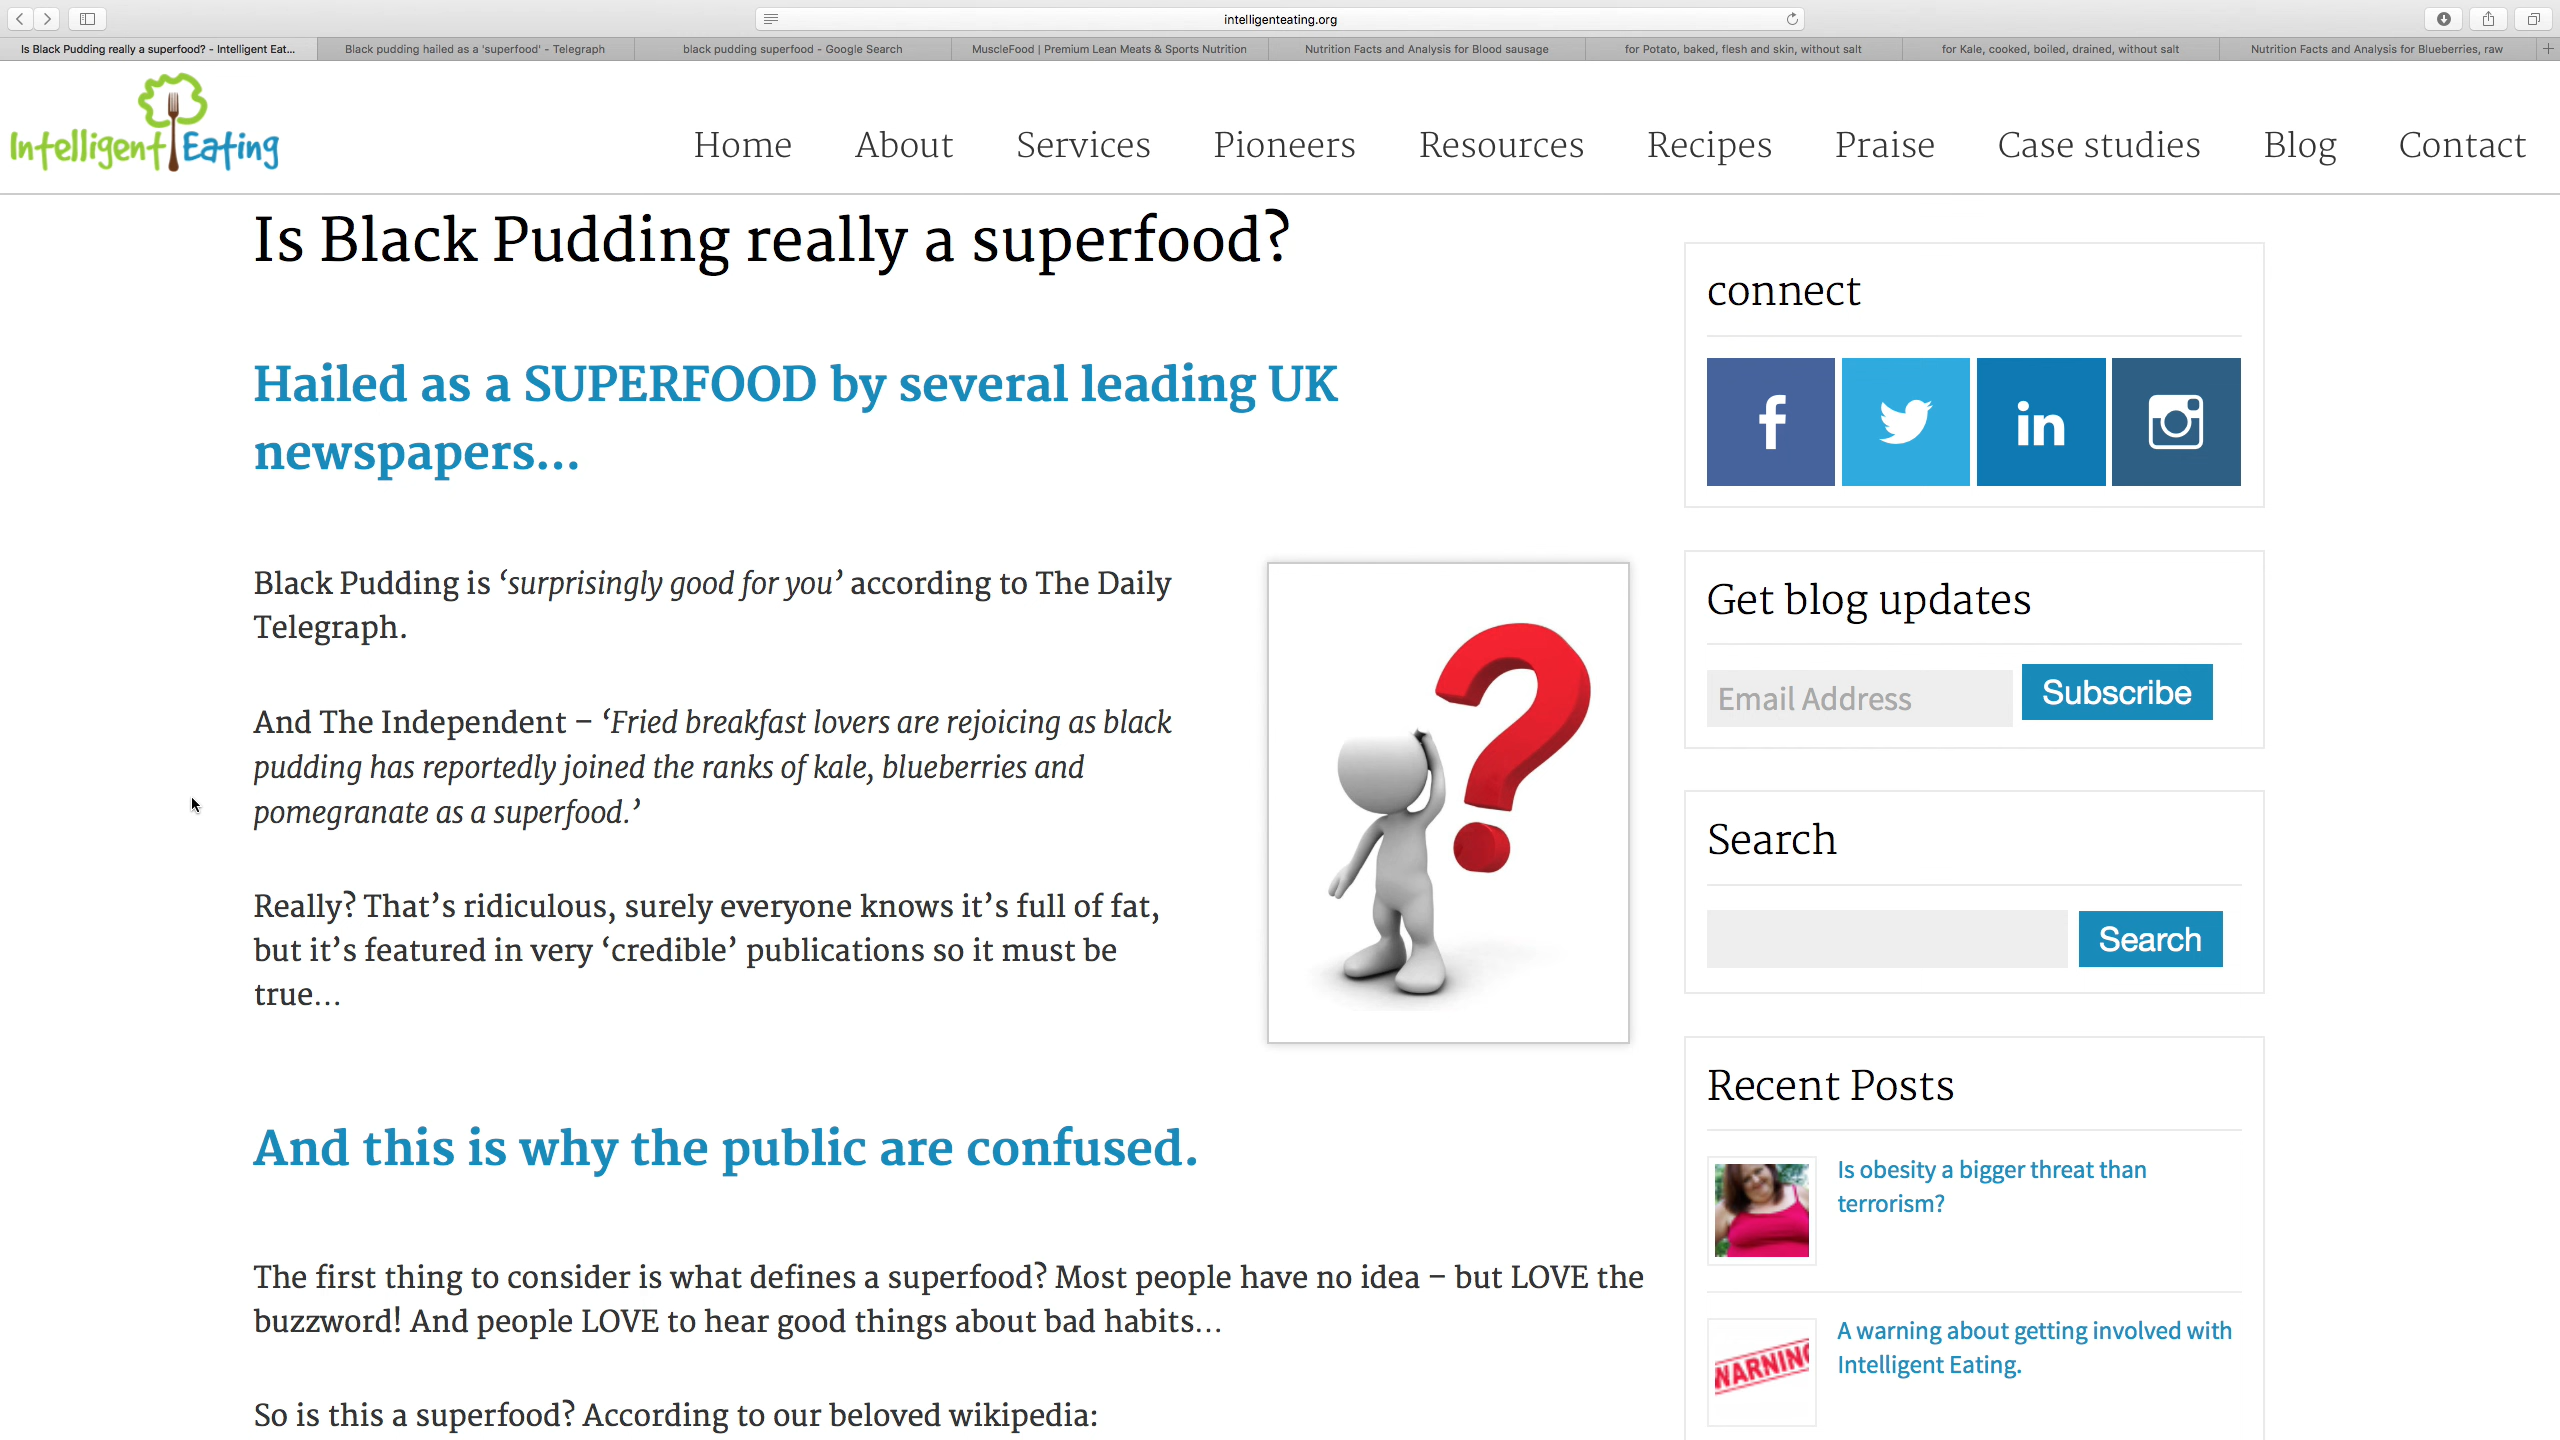 intelligenteating.org
Is Black Pudding really a superfood? - Intelligent Eat...
Black pudding hailed as a 'superfood' - Telegraph
black pudding superfood - Google Search
MuscleFood | Premium Lean Meats & Sports Nutrition
Nutrition Facts and Analysis for Blood sausage
for Potato, baked, flesh and skin, without salt
for Kale, cooked, boiled, drained, without salt
Nutrition Facts and Analysis for Blueberries, raw
Intelligent Eating
Home
About
Services
Pioneers
Resources
Recipes
Praise
Case studies
Blog
Contact
Is Black Pudding really a superfood?
Hailed as a SUPERFOOD by several leading UK
newspapers...
Black Pudding is ‘surprisingly good for you’ according to The Daily
Telegraph.
And The Independent – ‘Fried breakfast lovers are rejoicing as black
pudding has reportedly joined the ranks of kale, blueberries and
pomegranate as a superfood.’
Really? That’s ridiculous, surely everyone knows it’s full of fat,
but it’s featured in very ‘credible’ publications so it must be
true…
And this is why the public are confused.
The first thing to consider is what defines a superfood? Most people have no idea – but LOVE the
buzzword! And people LOVE to hear good things about bad habits…
So is this a superfood? According to our beloved wikipedia:
connect
f
in
Get blog updates
Email Address
Subscribe
Search
Search
Recent Posts
Is obesity a bigger threat than
terrorism?
WARNING
A warning about getting involved with
Intelligent Eating.